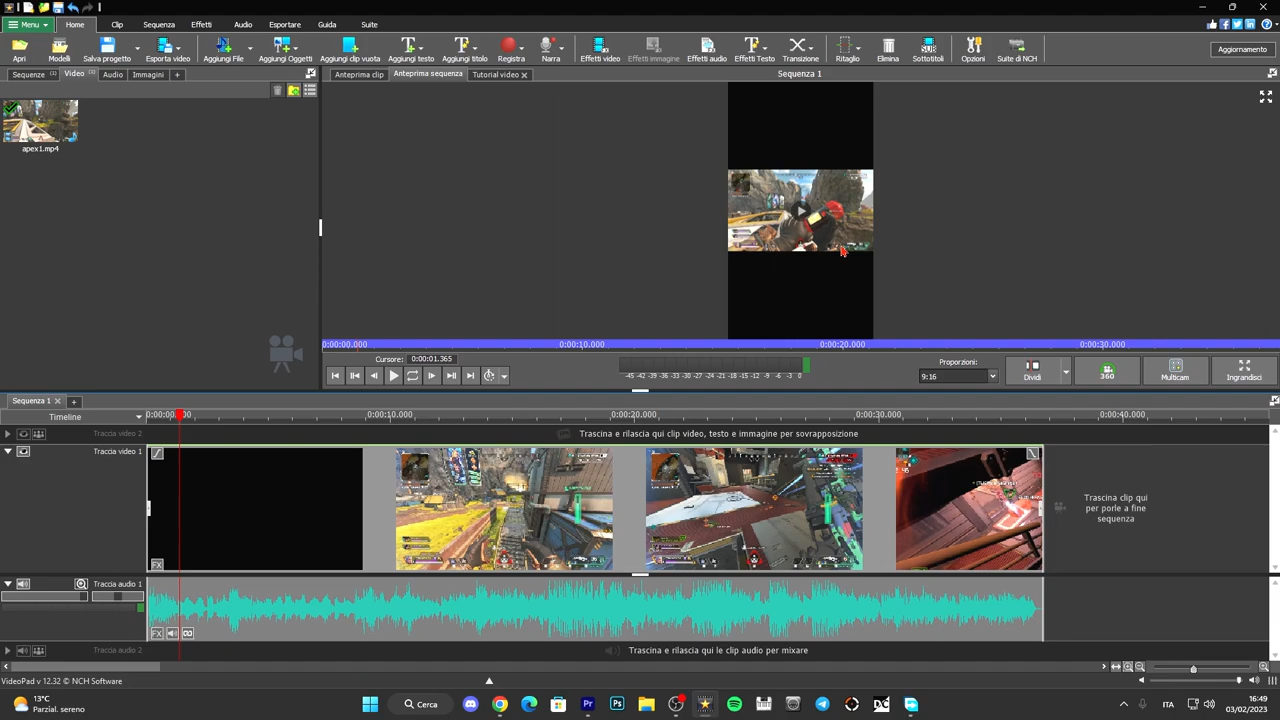 Menu Home Clip Sequenza Effetti Audio Esportare Guida Suite
Apri Modelli Salva progetto Esporta video Aggiungi File Aggiungi Oggetti Aggiungi clip vuota Aggiungi testo Aggiungi titolo Registra Narra Effetti video Effetti immagine Effetti audio Effetti Testo Transizione Ritaglio Elimina Sottotitoli Opzioni Suite di NCH Aggiornamento
Sequenze (1) Video (1) Audio Immagini +
Anteprima clip Anteprima sequenza Tutorial video
Sequenza 1
apex1.mp4
0:00:00.000 0:00:10.000 0:00:20.000 0:00:30.000
Cursore: 0:00:01.365
-45 -42 -39 -36 -33 -30 -27 -24 -21 -18 -15 -12 -9 -6 -3 0
Proporzioni:
9:16
Dividi
360
Multicam
Ingrandisci
Sequenza 1
Timeline
0:00:10.000 0:00:20.000 0:00:30.000 0:00:40.000
Traccia video 2
Trascina e rilascia qui clip video, testo e immagine per sovrapposizione
Traccia video 1
Trascina clip qui
per porle a fine
sequenza
FX
Traccia audio 1
FX
Traccia audio 2
Trascina e rilascia qui le clip audio per mixare
VideoPad v 12.32 © NCH Software
13°C
Parzial. sereno
Cerca
ITA
16:49
03/02/2023